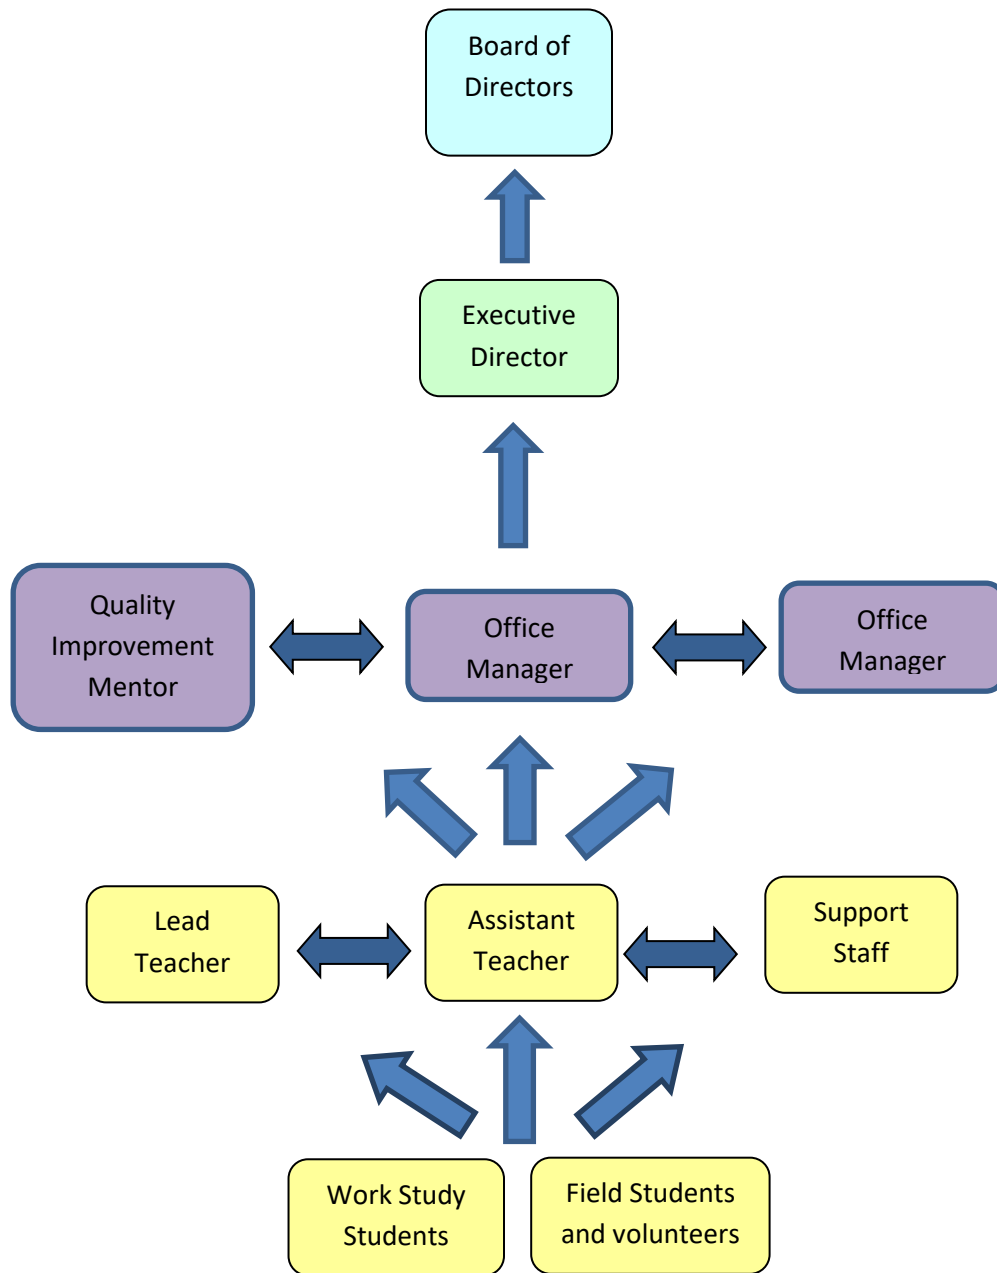 Board of
Directors
Executive
Director
Quality
Improvement
Mentor
Office
Manager
Office
Manager
Lead
Teacher
Assistant
Teacher
Support
Staff
Work Study
Students
Field Students
and volunteers